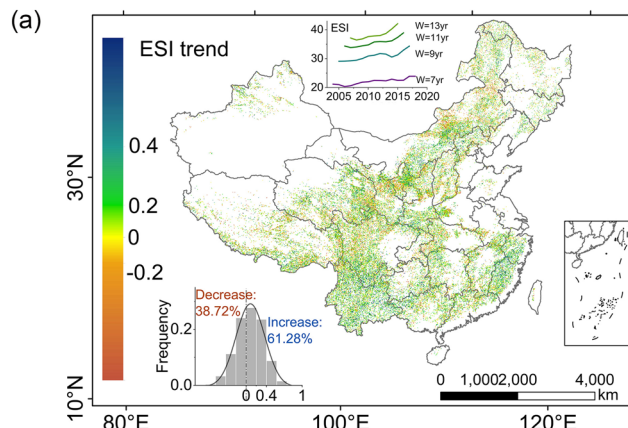 (a)
ESI trend
0.4
0.2
0
-0.2
ESI
40
30
20
2005
2010
2015
2020
W=13yr
W=11yr
W=9yr
W=7yr
30°N
10°N
Decrease:
38.72%
Increase:
61.28%
Frequency
0.2
0.0
0
0.4
1
0
1,000
2,000
4,000
km
80°E
100°E
120°E